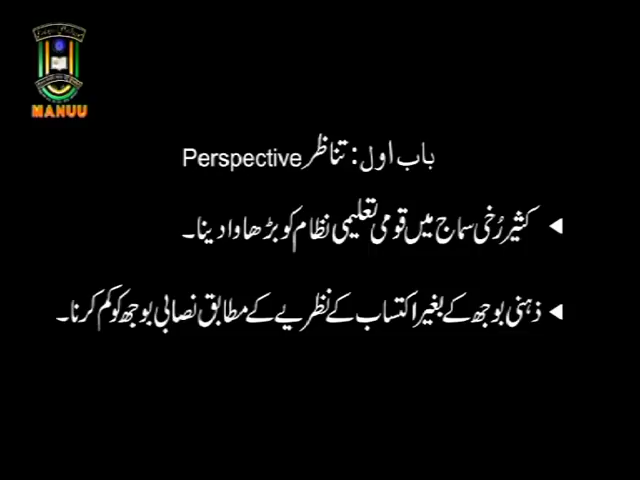 MANUU
باب اول: تناظر Perspective
کثیر رُخی سماج میں قومی تعلیمی نظام کو بڑھاوا دینا۔
ذہنی بوجھ کے بغیر اکتساب کے نظریے کے مطابق نصابی بوجھ کو کم کرنا۔